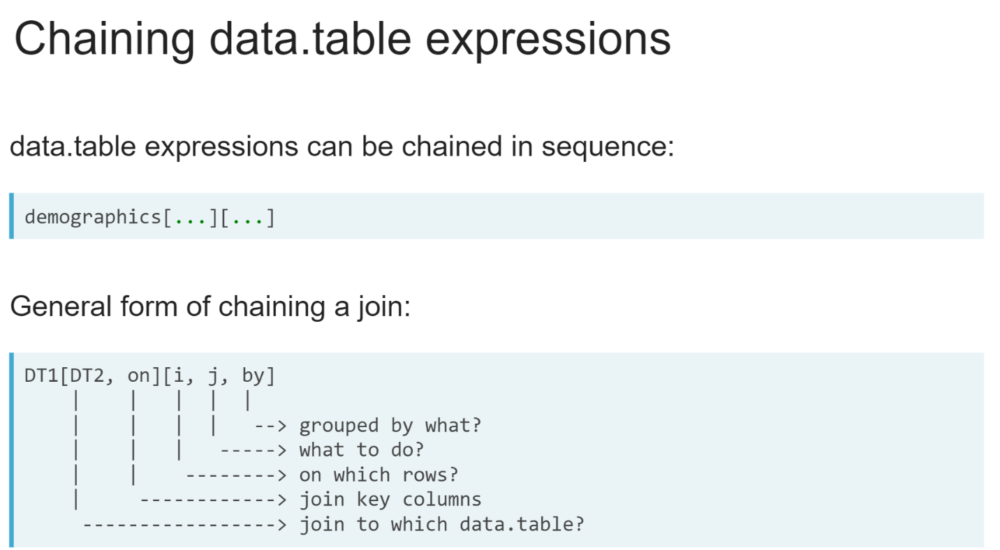 Chaining data.table expressions
data.table expressions can be chained in sequence:
demographics[...][...]
General form of chaining a join:
DT1[DT2, on][i, j, by]
    |    |   |  |  |
    |    |   |  |   --> grouped by what?
    |    |   |   -----> what to do?
    |    |    --------> on which rows?
    |     ------------> join key columns
     -----------------> join to which data.table?